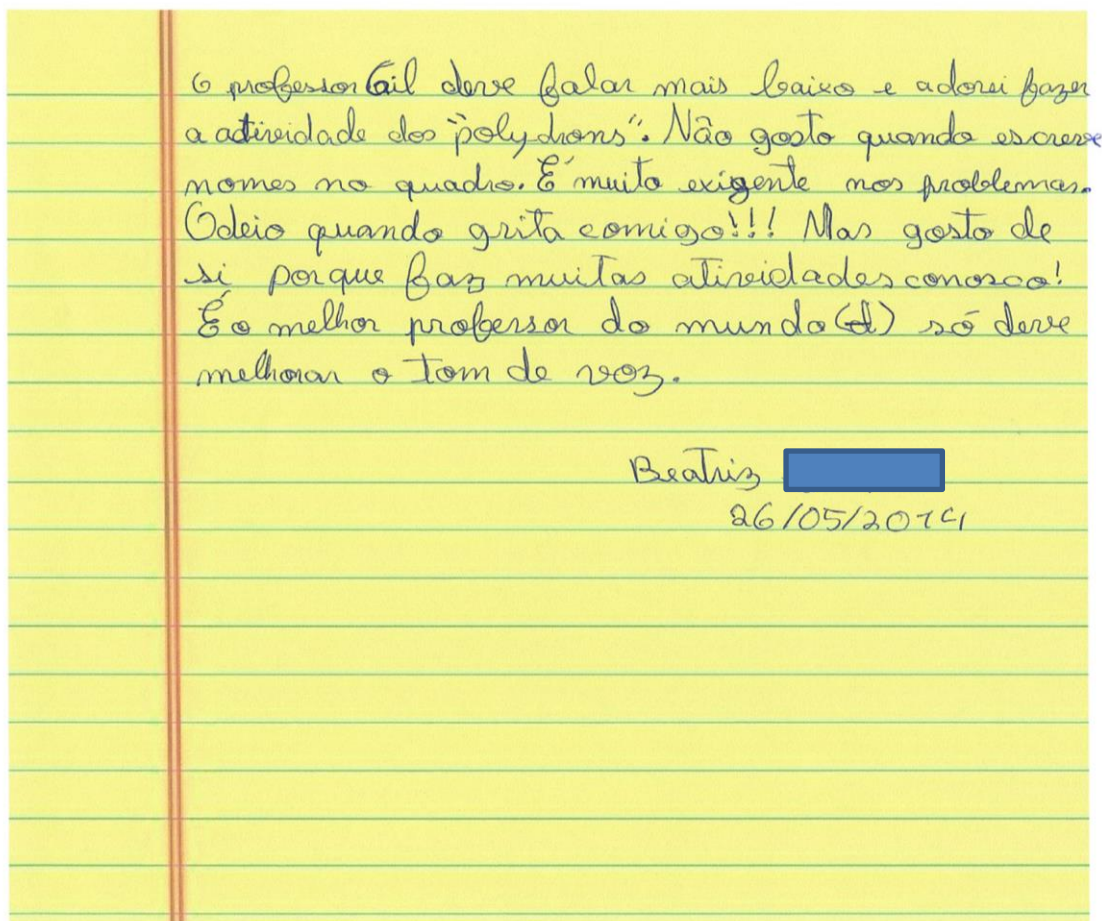 O professor Gil deve falar mais baixo e adorei fazer
a actividade dos "polydrons". Não gosto quando escreve
nomes no quadro. É muito exigente nos problemas.
Odeio quando grita comigo!!! Mas gosto de
si porque faz muitas atividades conosco!
É o melhor professor do mundo só deve
melhorar o tom de voz.
Beatriz
26/05/2014